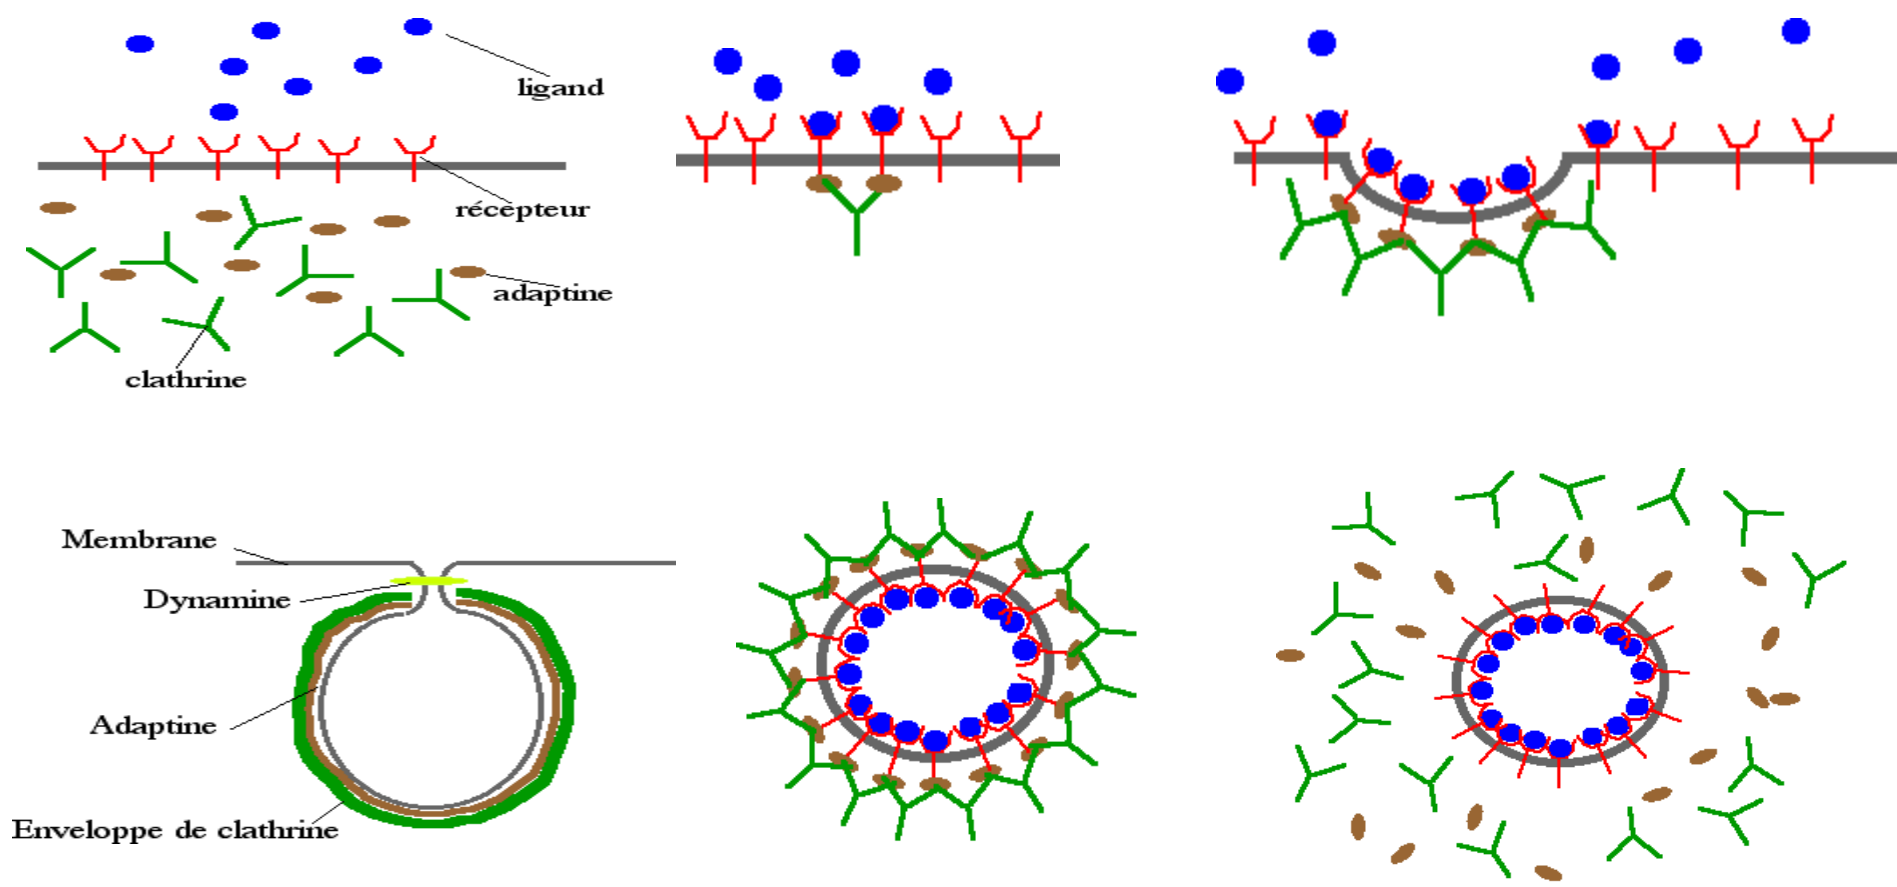 ligand
récepteur
adaptine
clathrine
Membrane
Dynamine
Adaptine
Enveloppe de clathrine